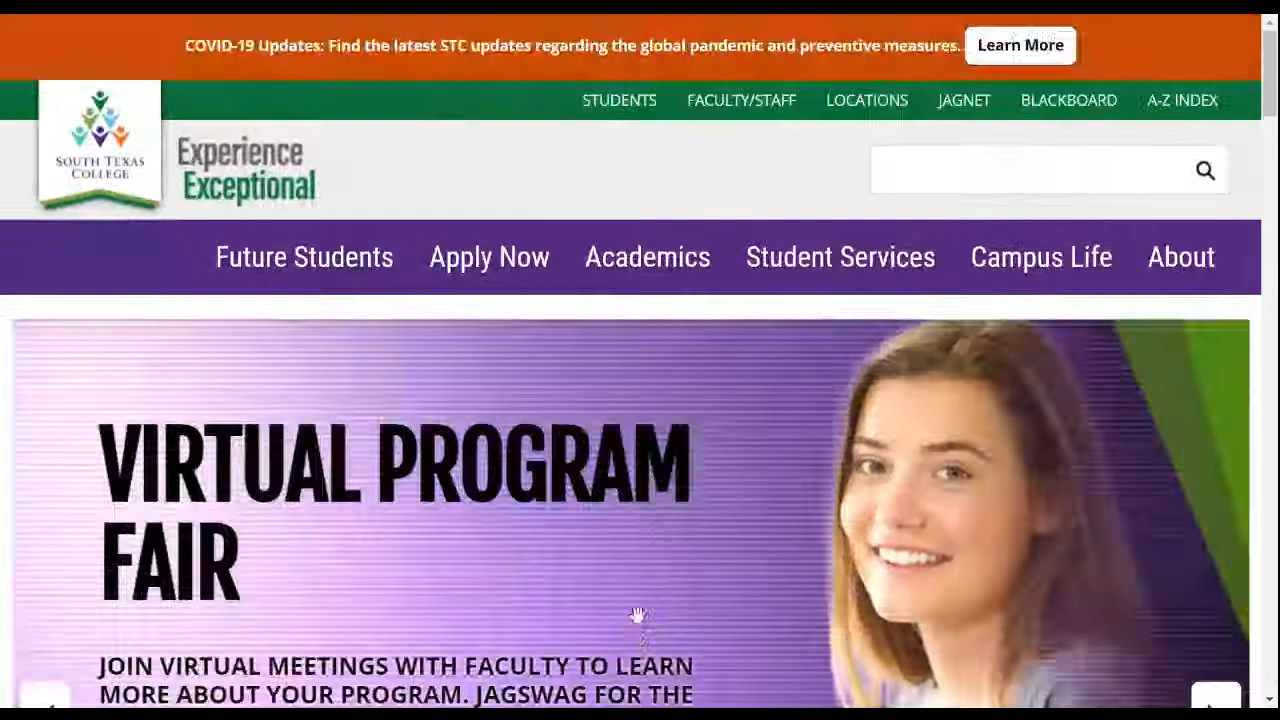 COVID-19 Updates: Find the latest STC updates regarding the global pandemic and preventive measures. Learn More
STUDENTS FACULTY/STAFF LOCATIONS JAGNET BLACKBOARD A-Z INDEX
SOUTH TEXAS
COLLEGE
Experience
Exceptional
Future Students Apply Now Academics Student Services Campus Life About
VIRTUAL PROGRAM
FAIR
JOIN VIRTUAL MEETINGS WITH FACULTY TO LEARN
MORE ABOUT YOUR PROGRAM. JAGSWAG FOR THE